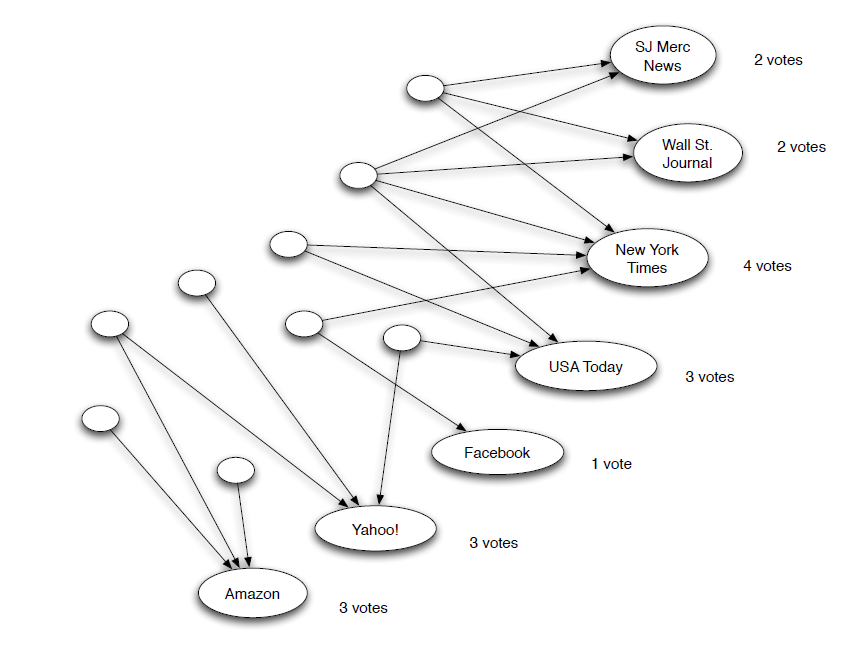 SJ Merc
News
2 votes
Wall St.
Journal
2 votes
New York
Times
4 votes
USA Today
3 votes
Facebook
1 vote
Yahoo!
3 votes
Amazon
3 votes